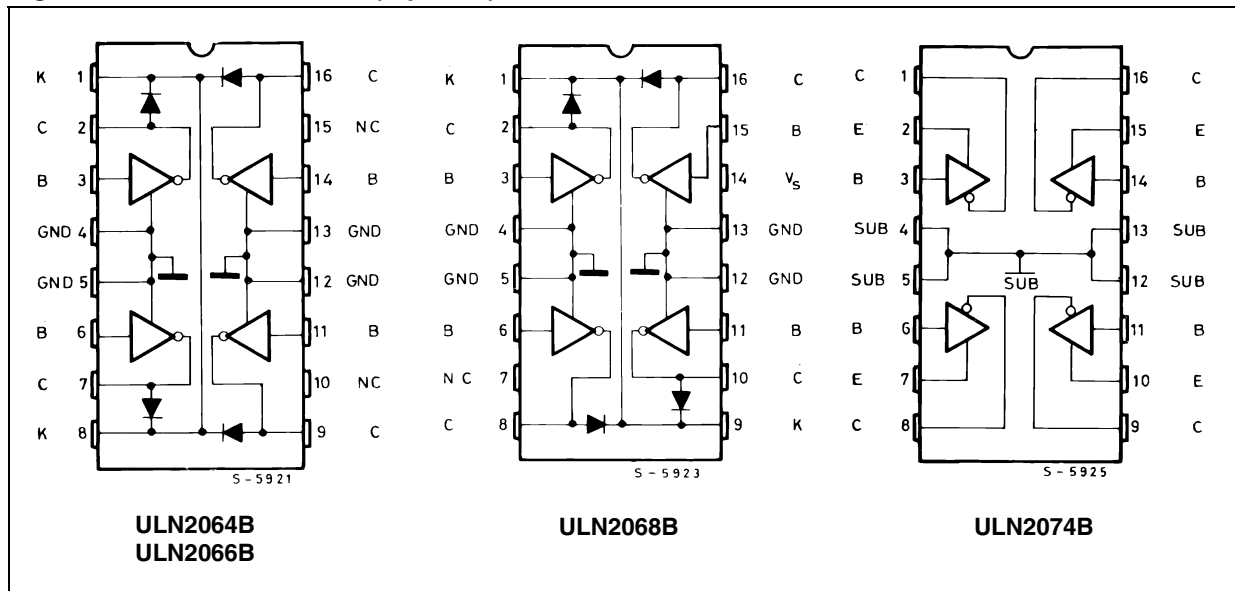 K 1 16 C
C 2 15 NC
B 3 14 B
GND 4 13 GND
GND 5 12 GND
B 6 11 B
C 7 10 NC
K 8 9 C
S-5921
ULN2064B
ULN2066B
K 1 16 C
C 2 15 B
B 3 14 Vs
GND 4 13 GND
GND 5 12 GND
B 6 11 B
NC 7 10 C
C 8 9 K
S-5923
ULN2068B
C 1 16 C
E 2 15 E
B 3 14 B
SUB 4 13 SUB
SUB 5 12 SUB
SUB
B 6 11 B
E 7 10 E
C 8 9 C
S-5925
ULN2074B